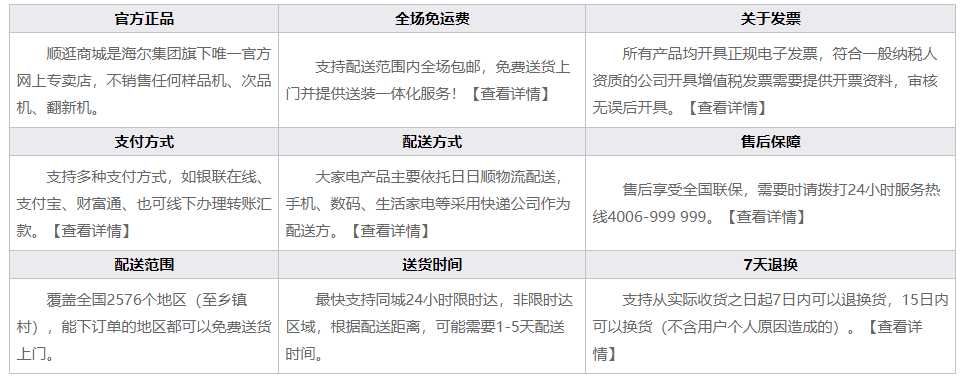 官方正品
顺逛商城是海尔集团旗下唯一官方
网上专卖店，不销售任何样品机、次品
机、翻新机。
全场免运费
支持配送范围内全场包邮，免费送货上
门并提供送装一体化服务！【查看详情】
关于发票
所有产品均开具正规电子发票，符合一般纳税人
资质的公司开具增值税发票需要提供开票资料，审核
无误后开具。【查看详情】
支付方式
支持多种支付方式，如银联在线、
支付宝、财富通、也可线下办理转账汇
款。【查看详情】
配送方式
大家电产品主要依托日日顺物流配送，
手机、数码、生活家电等采用快递公司作为
配送方。【查看详情】
售后保障
售后享受全国联保，需要时请拨打24小时服务热
线4006-999 999。【查看详情】
配送范围
覆盖全国2576个地区（至乡镇
村），能下订单的地区都可以免费送货
上门。
送货时间
最快支持同城24小时限时达，非限时达
区域，根据配送距离，可能需要1-5天配送
时间。
7天退换
支持从实际收货之日起7日内可以退换货，15日内
可以换货（不含用户个人原因造成的）。【查看详
情】